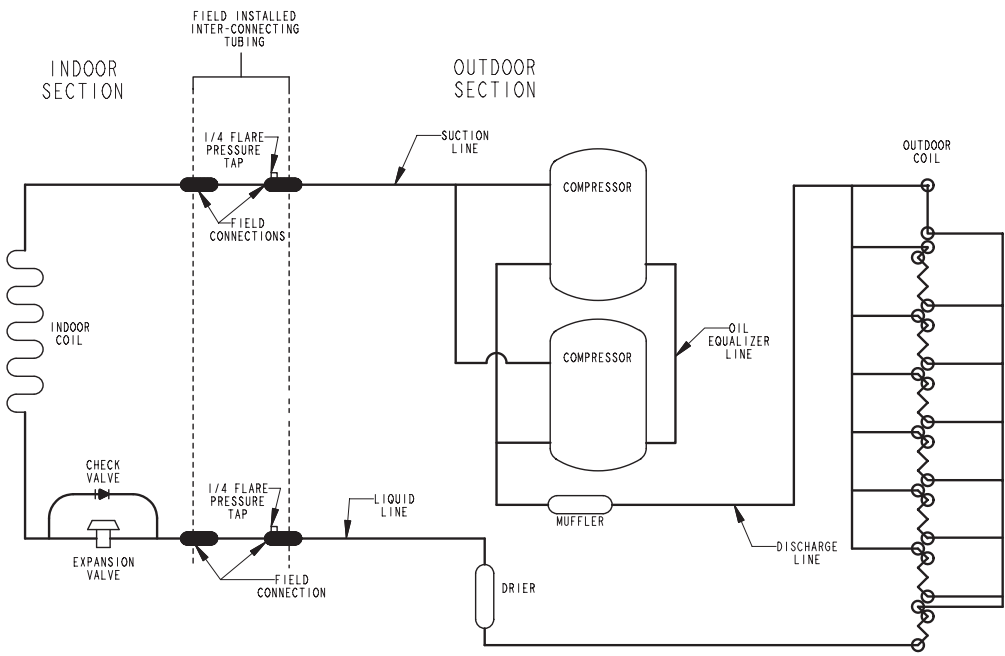 FIELD INSTALLED
INTER-CONNECTING
TUBING
INDOOR
SECTION
OUTDOOR
SECTION
1/4 FLARE
PRESSURE
TAP
SUCTION
LINE
OUTDOOR
COIL
COMPRESSOR
FIELD
CONNECTIONS
INDOOR
COIL
OIL
EQUALIZER
LINE
COMPRESSOR
CHECK
VALVE
1/4 FLARE
PRESSURE
TAP
LIQUID
LINE
MUFFLER
DISCHARGE
LINE
EXPANSION
VALVE
FIELD
CONNECTION
DRIER